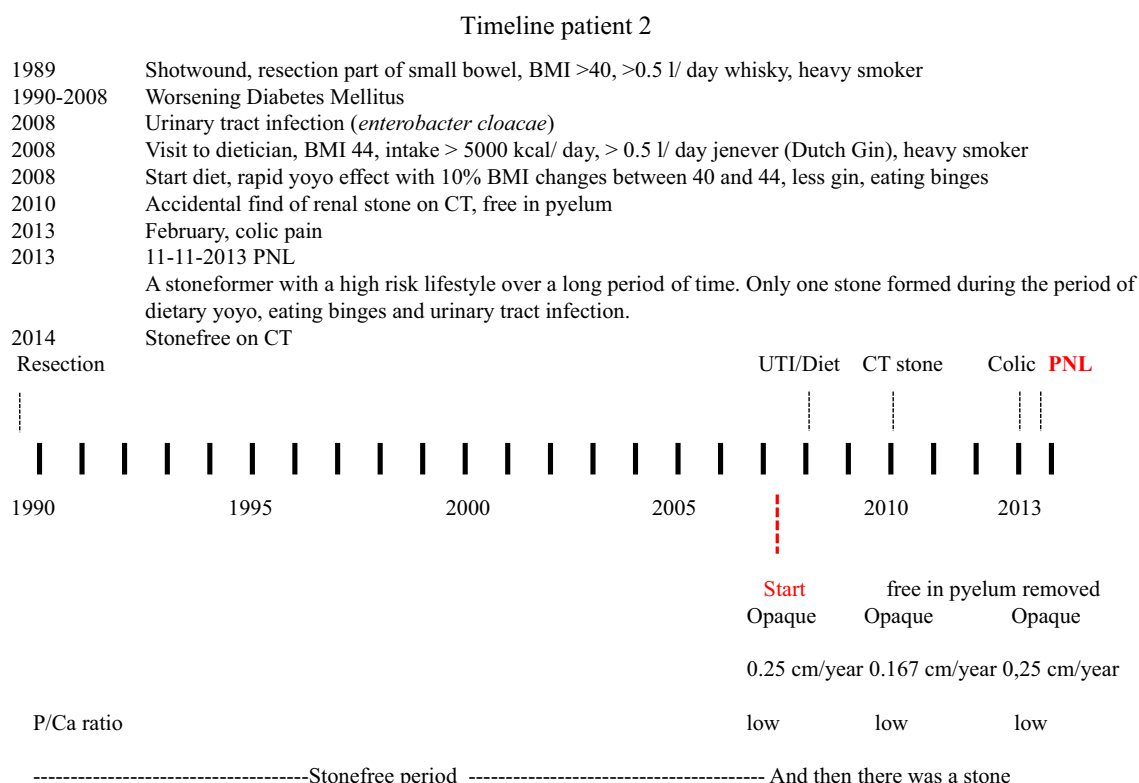 Timeline patient 2
1989 Shotwound, resection part of small bowel, BMI >40, >0.5 l/ day whisky, heavy smoker
1990-2008 Worsening Diabetes Mellitus
2008 Urinary tract infection (enterobacter cloacae)
2008 Visit to dietician, BMI 44, intake > 5000 kcal/ day, > 0.5 l/ day jenever (Dutch Gin), heavy smoker
2008 Start diet, rapid yoyo effect with 10% BMI changes between 40 and 44, less gin, eating binges
2010 Accidental find of renal stone on CT, free in pyelum
2013 February, colic pain
2013 11-11-2013 PNL
A stoneformer with a high risk lifestyle over a long period of time. Only one stone formed during the period of
dietary yoyo, eating binges and urinary tract infection.
2014 Stonefree on CT
Resection UTI/Diet CT stone Colic PNL
1990 1995 2000 2005 2010 2013
Start free in pyelum removed
Opaque Opaque Opaque
0.25 cm/year 0.167 cm/year 0,25 cm/year
P/Ca ratio low low low
-------------------------------------Stonefree period ---------------------------------------- And then there was a stone